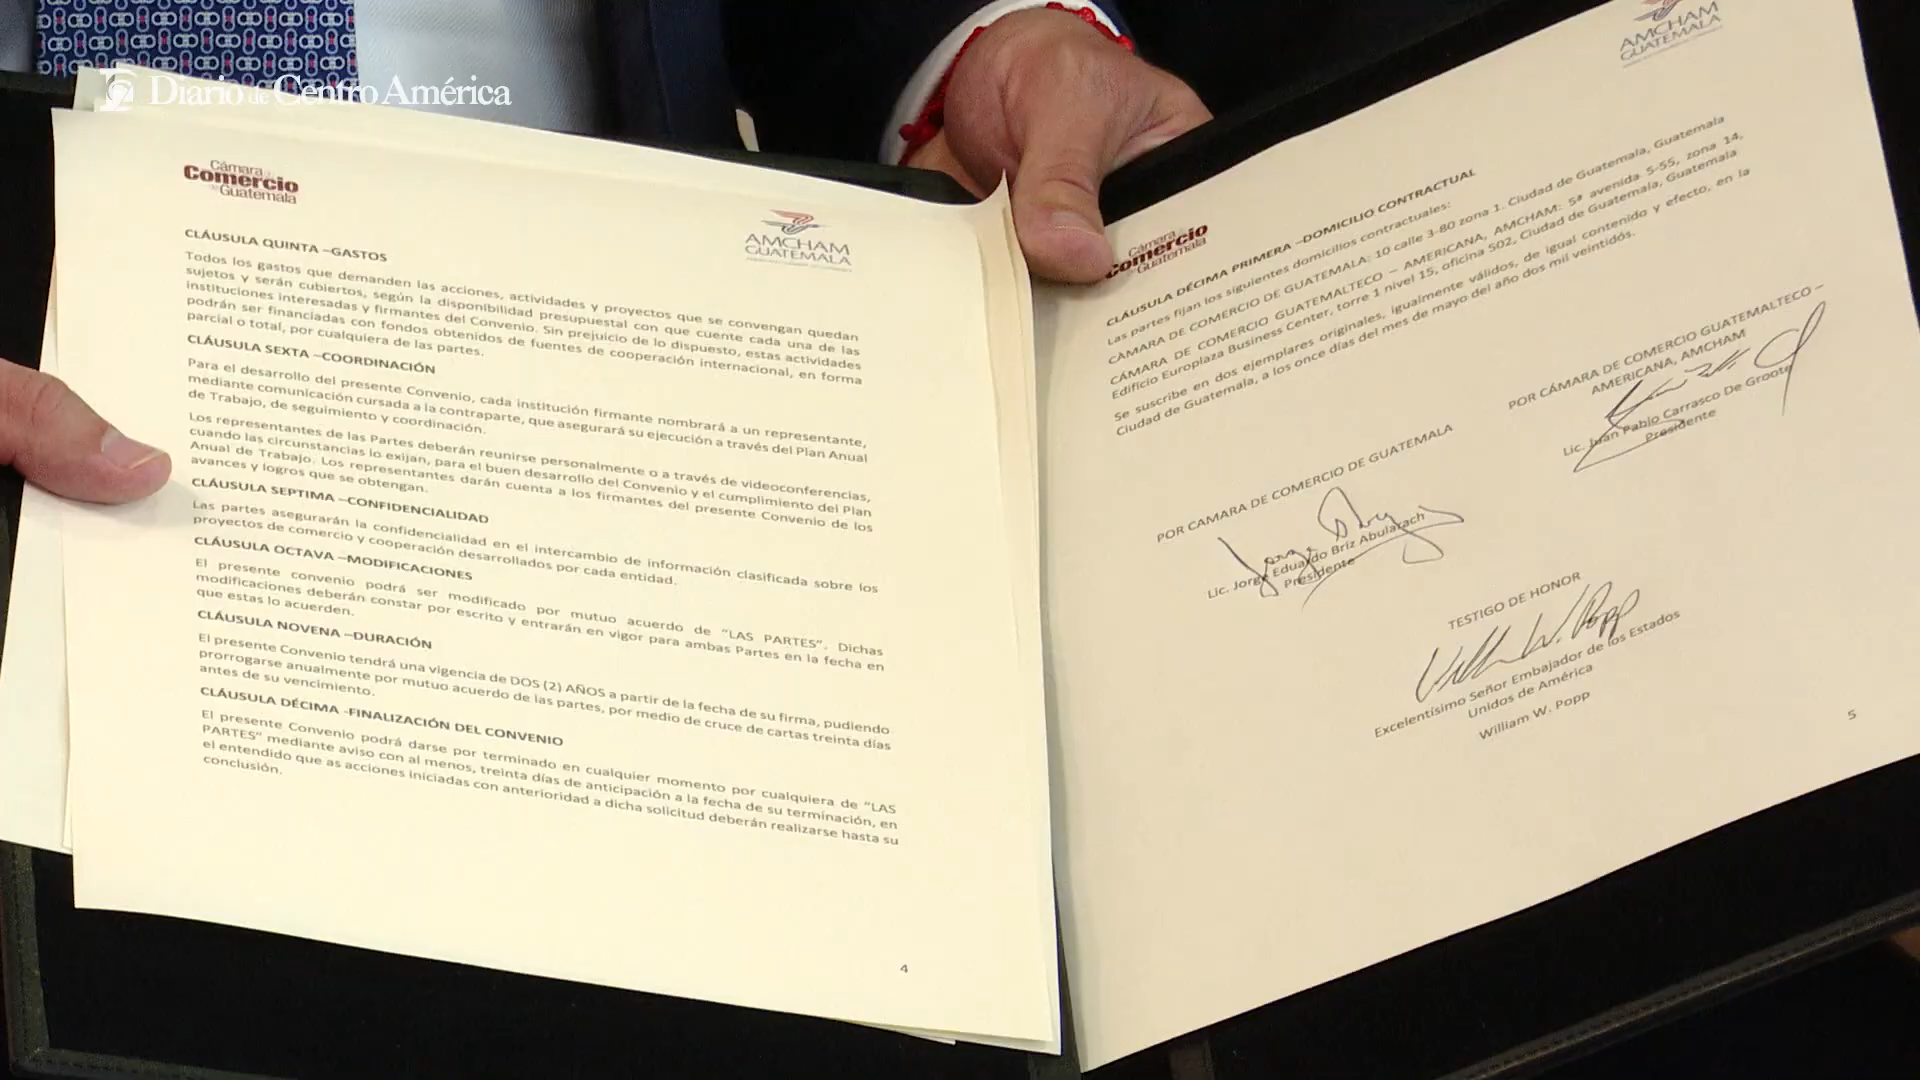 Diario de Centro América
Cámara
Comercio
de Guatemala
AMCHAM
GUATEMALA
CLÁUSULA QUINTA –GASTOS
Todos los gastos que demanden las acciones, actividades y proyectos que se convengan quedan
sujetos y serán cubiertos, según la disponibilidad presupuestal con que cuente cada una de las
instituciones interesadas y firmantes del Convenio. Sin prejuicio de lo dispuesto, estas actividades
podrán ser financiadas con fondos obtenidos de fuentes de cooperación internacional, en forma
parcial o total, por cualquiera de las partes.
CLÁUSULA SEXTA –COORDINACIÓN
Para el desarrollo del presente Convenio, cada institución firmante nombrará a un representante,
mediante comunicación cursada a la contraparte, que asegurará su ejecución a través del Plan Anual
de Trabajo, de seguimiento y coordinación.
Los representantes de las Partes deberán reunirse personalmente o a través de videoconferencias,
cuando las circunstancias lo exijan, para el buen desarrollo del Convenio y el cumplimiento del Plan
Anual de Trabajo. Los representantes darán cuenta a los firmantes del presente Convenio de los
avances y logros que se obtengan.
CLÁUSULA SEPTIMA –CONFIDENCIALIDAD
Las partes asegurarán la confidencialidad en el intercambio de información clasificada sobre los
proyectos de comercio y cooperación desarrollados por cada entidad.
CLÁUSULA OCTAVA –MODIFICACIONES
El presente convenio podrá ser modificado por mutuo acuerdo de “LAS PARTES”. Dichas
modificaciones deberán constar por escrito y entrarán en vigor para ambas Partes en la fecha en
que estas lo acuerden.
CLÁUSULA NOVENA –DURACIÓN
El presente Convenio tendrá una vigencia de DOS (2) AÑOS a partir de la fecha de su firma, pudiendo
prorrogarse anualmente por mutuo acuerdo de las partes, por medio de cruce de cartas treinta días
antes de su vencimiento.
CLÁUSULA DÉCIMA -FINALIZACIÓN DEL CONVENIO
El presente Convenio podrá darse por terminado en cualquier momento por cualquiera de “LAS
PARTES” mediante aviso con al menos, treinta días de anticipación a la fecha de su terminación, en
el entendido que as acciones iniciadas con anterioridad a dicha solicitud deberán realizarse hasta su
conclusión.
4
AMCHAM
GUATEMALA
Cámara
Comercio
de Guatemala
CLÁUSULA DÉCIMA PRIMERA –DOMICILIO CONTRACTUAL
Las partes fijan los siguientes domicilios contractuales:
CÁMARA DE COMERCIO DE GUATEMALA: 10 calle 3-80 zona 1. Ciudad de Guatemala, Guatemala
CÁMARA DE COMERCIO GUATEMALTECO – AMERICANA, AMCHAM: 5ª avenida 5-55, zona 14,
Edificio Europlaza Business Center, torre 1 nivel 15, oficina 502, Ciudad de Guatemala, Guatemala
Se suscribe en dos ejemplares originales, igualmente válidos, de igual contenido y efecto, en la
Ciudad de Guatemala, a los once días del mes de mayo del año dos mil veintidós.
POR CÁMARA DE COMERCIO GUATEMALTECO –
AMERICANA, AMCHAM
Lic. Juan Pablo Carrasco De Groote
Presidente
POR CAMARA DE COMERCIO DE GUATEMALA
Lic. Jorge Eduardo Briz Abularach
Presidente
TESTIGO DE HONOR
William W. Popp
Excelentísimo Señor Embajador de los Estados
Unidos de América
William W. Popp
5